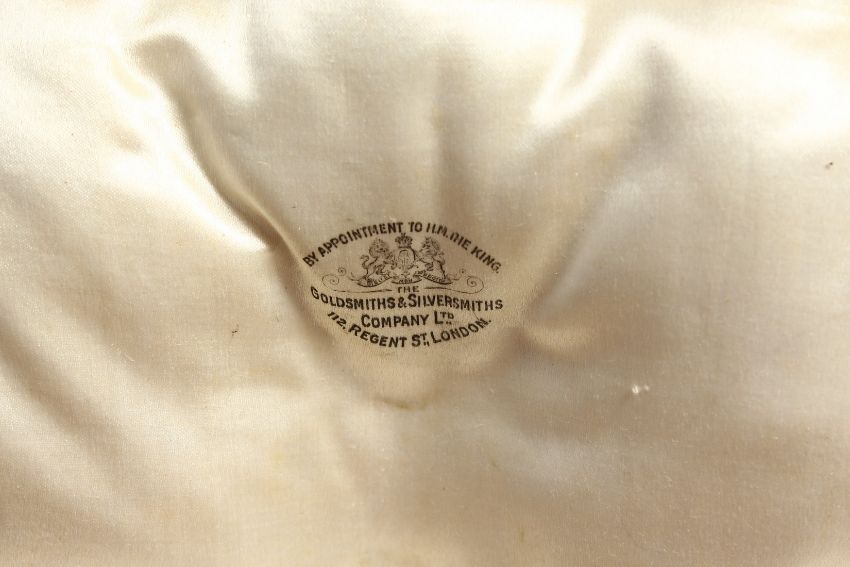 BY APPOINTMENT TO H.M. THE KING.
THE
GOLDSMITHS & SILVERSMITHS
COMPANY LTD.,
112, REGENT ST., LONDON.